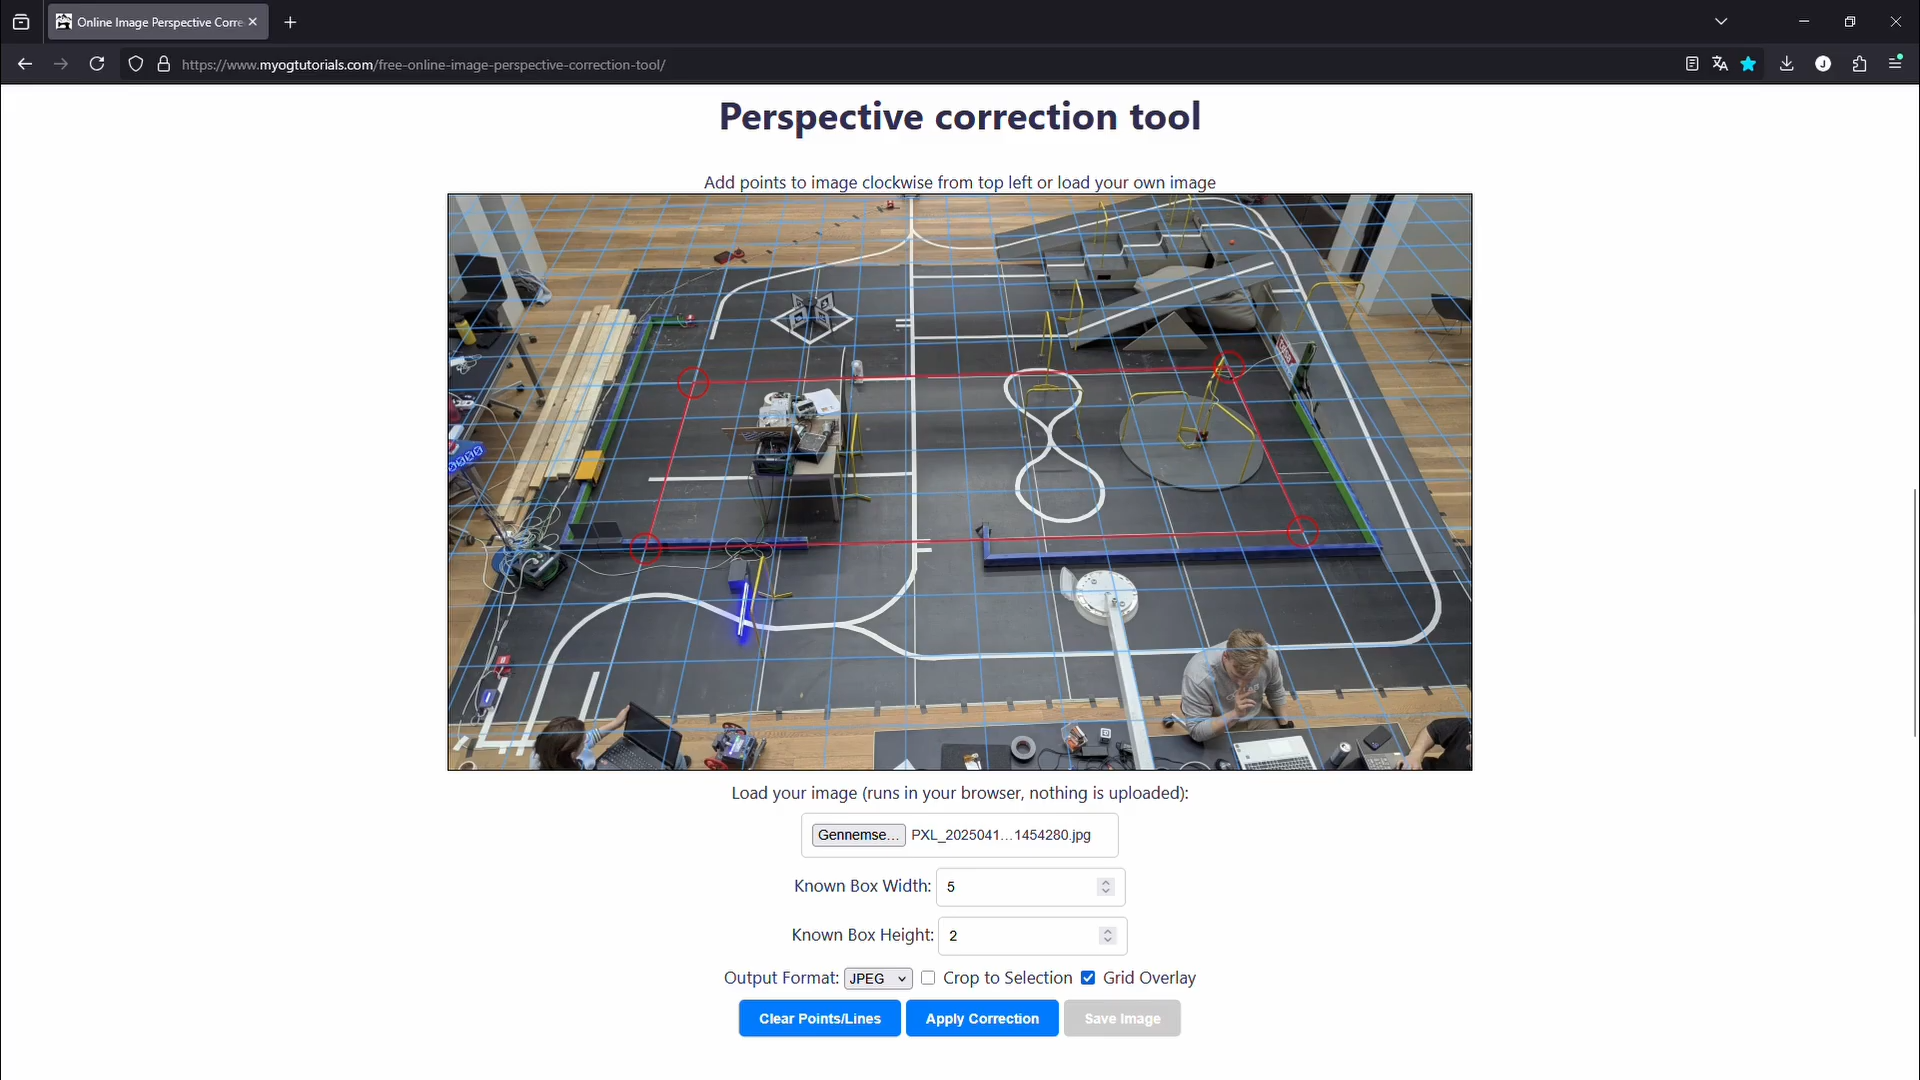 Online Image Perspective Corre
https://www.myogtutorials.com/free-online-image-perspective-correction-tool/
J
Perspective correction tool
Add points to image clockwise from top left or load your own image
Load your image (runs in your browser, nothing is uploaded):
Gennemse... PXL_2025041...1454280.jpg
Known Box Width: 5
Known Box Height: 2
Output Format: JPEG Crop to Selection Grid Overlay
Clear Points/Lines Apply Correction Save Image